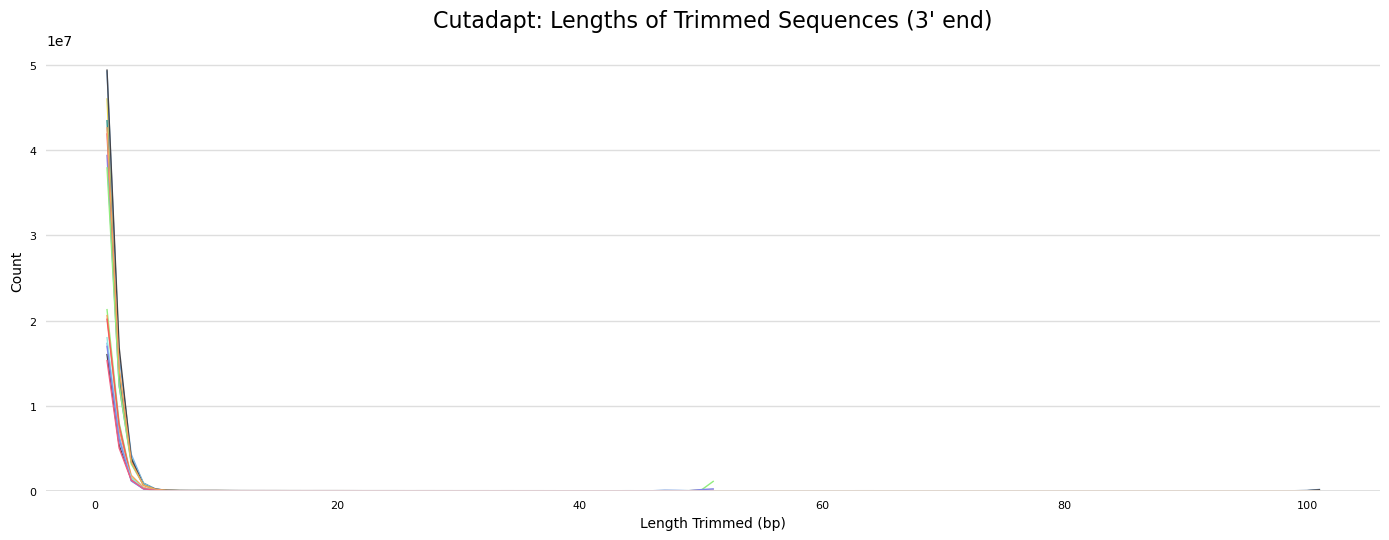 Cutadapt: Lengths of Trimmed Sequences (3' end)
1e7
5
4
3
2
1
0
Count
0 20 40 60 80 100
Length Trimmed (bp)